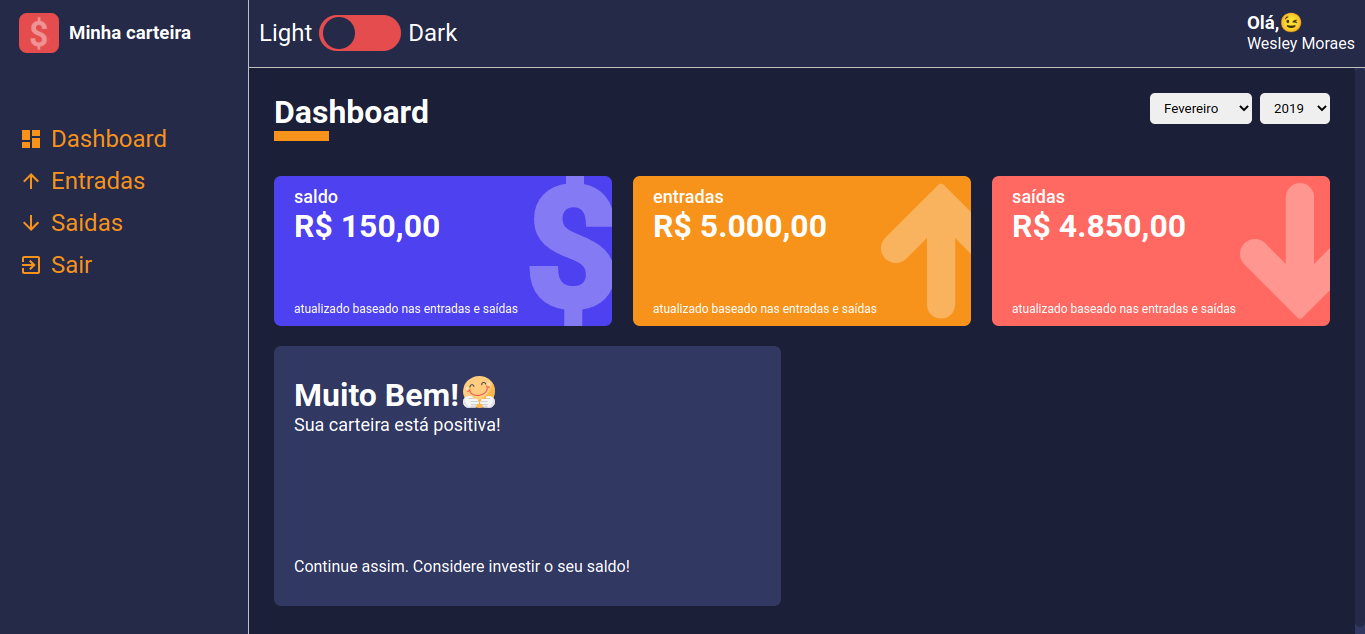 $ Minha carteira
Light Dark
Olá,😉
Wesley Moraes
Dashboard
Entradas
Saidas
Sair
Dashboard
Fevereiro 2019
saldo
R$ 150,00
$
atualizado baseado nas entradas e saídas
entradas
R$ 5.000,00
atualizado baseado nas entradas e saídas
saídas
R$ 4.850,00
atualizado baseado nas entradas e saídas
Muito Bem!
Sua carteira está positiva!
Continue assim. Considere investir o seu saldo!